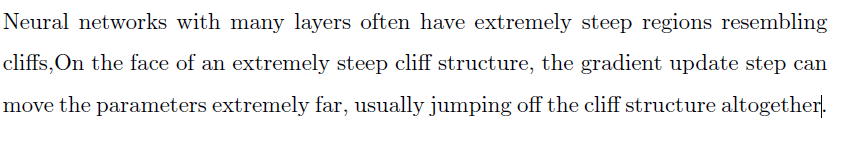 Neural networks with many layers often have extremely steep regions resembling
cliffs,On the face of an extremely steep cliff structure, the gradient update step can
move the parameters extremely far, usually jumping off the cliff structure altogether.